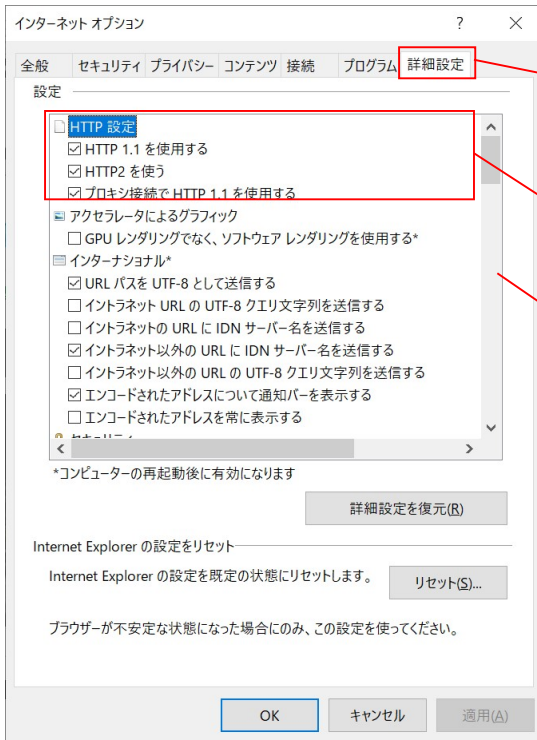 インターネット オプション
?
全般 セキュリティ プライバシー コンテンツ 接続 プログラム 詳細設定
設定
HTTP 設定
HTTP 1.1 を使用する
HTTP2 を使う
プロキシ接続で HTTP 1.1 を使用する
アクセラレータによるグラフィック
GPU レンダリングでなく、ソフトウェア レンダリングを使用する*
インターナショナル*
URL パスを UTF-8 として送信する
イントラネット URL の UTF-8 クエリ文字列を送信する
イントラネットの URL に IDN サーバー名を送信する
イントラネット以外の URL に IDN サーバー名を送信する
イントラネット以外の URL の UTF-8 クエリ文字列を送信する
エンコードされたアドレスについて通知バーを表示する
エンコードされたアドレスを常に表示する
*コンピューターの再起動後に有効になります
詳細設定を復元(R)
Internet Explorer の設定をリセット
Internet Explorer の設定を既定の状態にリセットします。
リセット(S)...
ブラウザーが不安定な状態になった場合にのみ、この設定を使ってください。
OK キャンセル 適用(A)